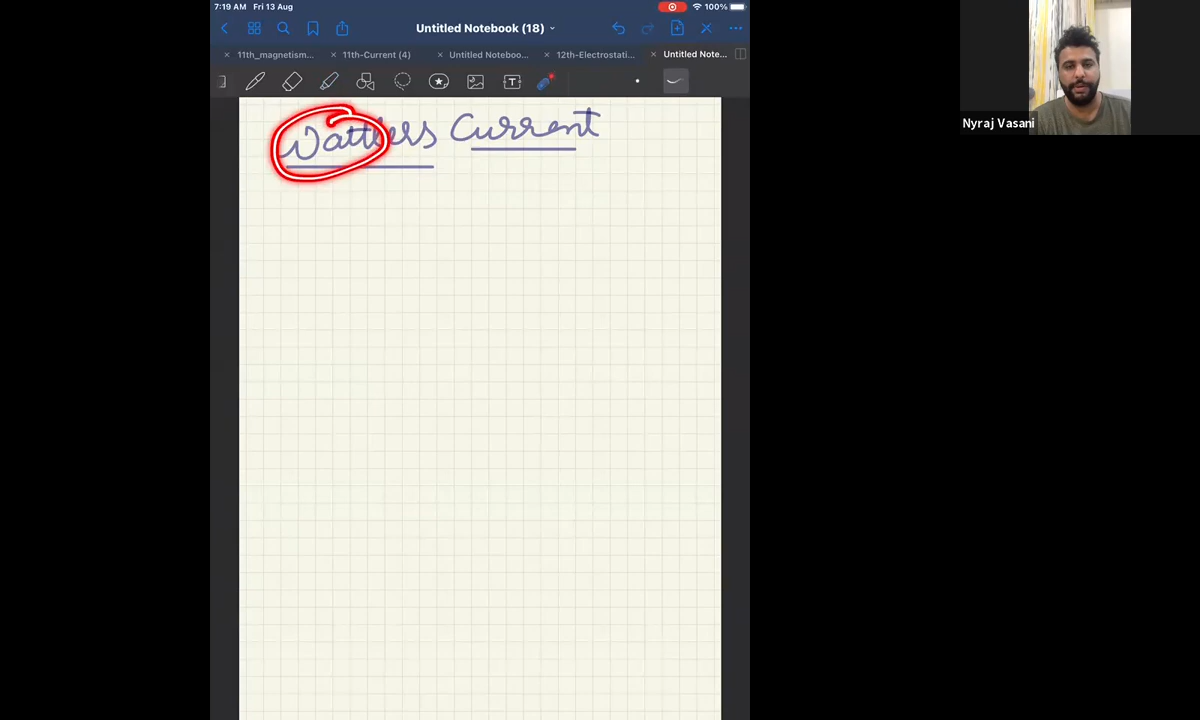 7:19 AM Fri 13 Aug
100%
Untitled Notebook (18)
11th_magnetism...
11th-Current (4)
Untitled Noteboo...
12th-Electrostati...
Untitled Note...
T
Wattless Current
Nyraj Vasani